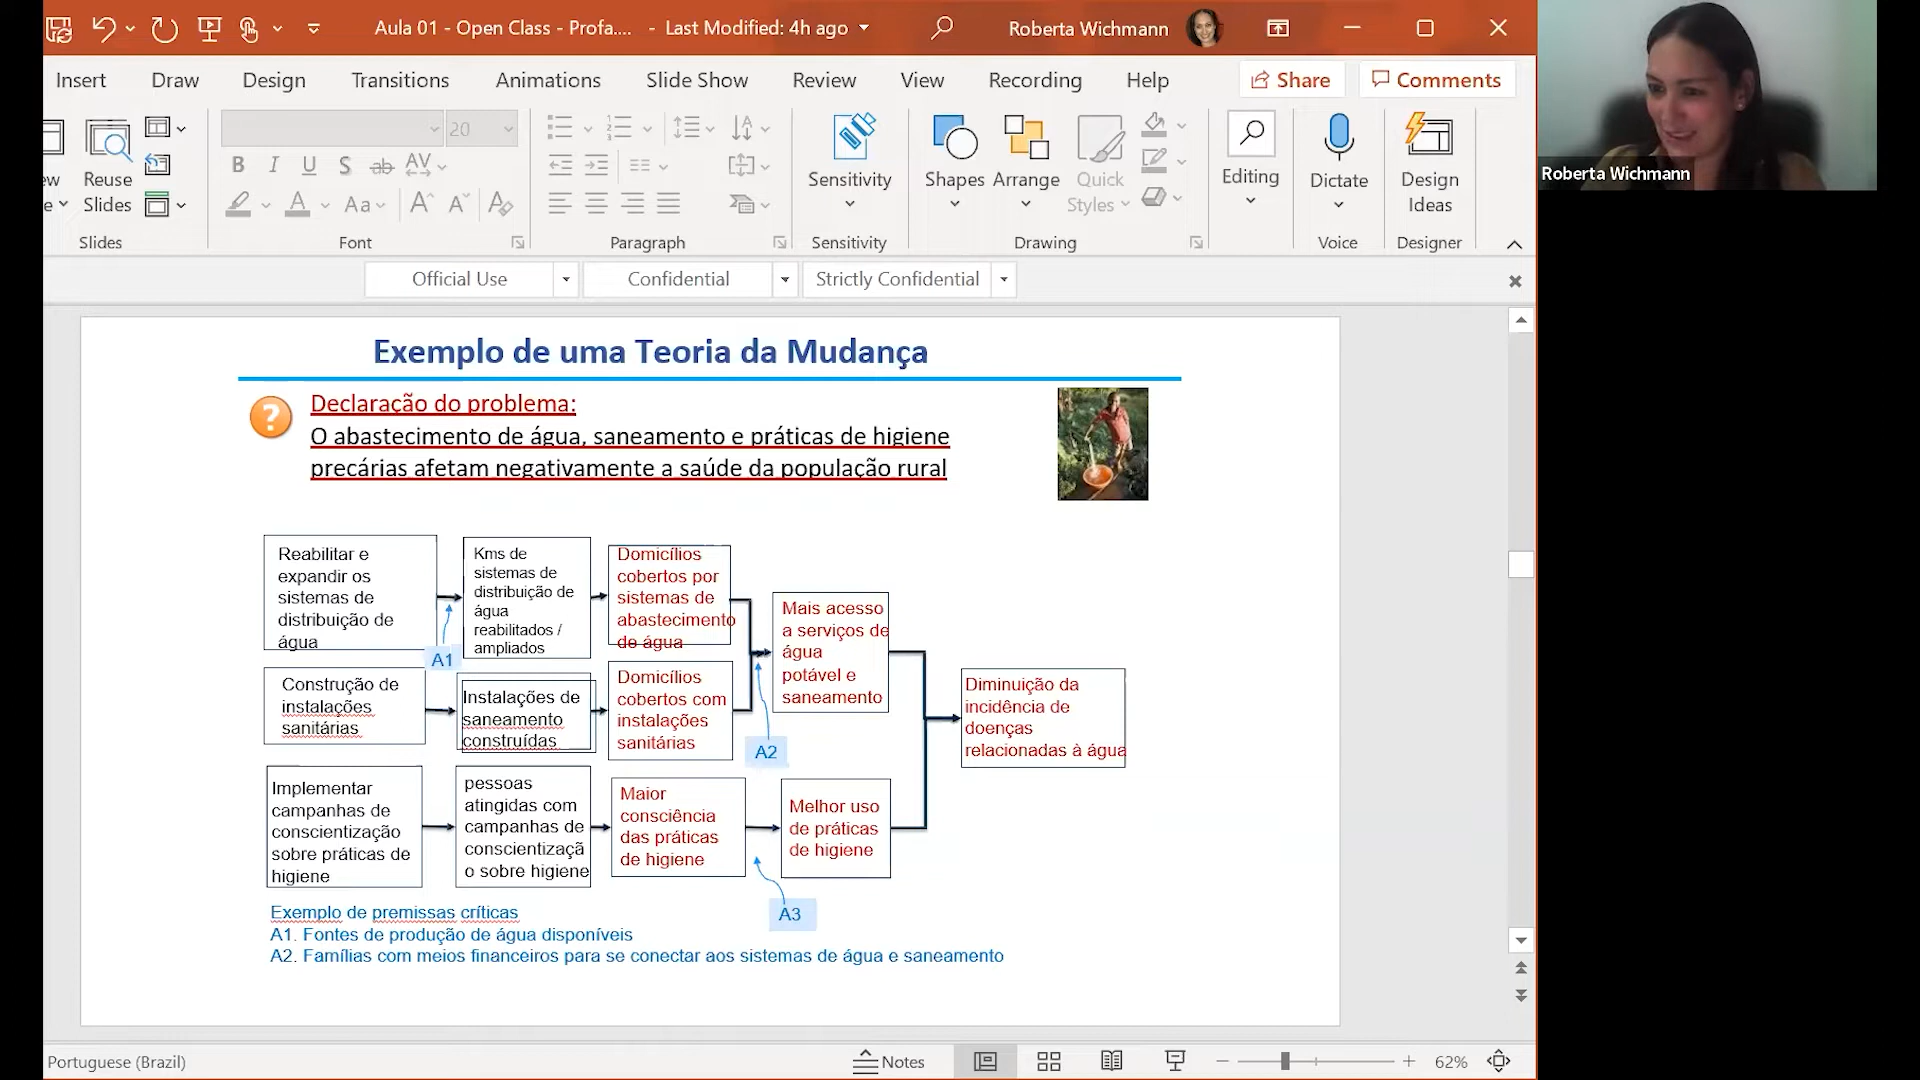 Aula 01 - Open Class - Profa.... - Last Modified: 4h ago
Roberta Wichmann
Insert Draw Design Transitions Animations Slide Show Review View Recording Help Share Comments
20
B I U S ab AV
Aa A A
Reuse
Slides
Sensitivity
Shapes
Arrange
Quick
Styles
Editing
Dictate
Design
Ideas
Slides Font Paragraph Sensitivity Drawing Voice Designer
Official Use Confidential Strictly Confidential
Roberta Wichmann
Exemplo de uma Teoria da Mudança
?
Declaração do problema:
O abastecimento de água, saneamento e práticas de higiene
precárias afetam negativamente a saúde da população rural
Reabilitar e
expandir os
sistemas de
distribuição de
água
Kms de
sistemas de
distribuição de
água
reabilitados /
ampliados
Domicílios
cobertos por
sistemas de
abastecimento
de água
A1
Mais acesso
a serviços de
água
potável e
saneamento
Construção de
instalações
sanitárias
Instalações de
saneamento
construídas
Domicílios
cobertos com
instalações
sanitárias
A2
Diminuição da
incidência de
doenças
relacionadas à água
Implementar
campanhas de
conscientização
sobre práticas de
higiene
pessoas
atingidas com
campanhas de
conscientizaçã
o sobre higiene
Maior
consciência
das práticas
de higiene
Melhor uso
de práticas
de higiene
A3
Exemplo de premissas críticas
A1. Fontes de produção de água disponíveis
A2. Famílias com meios financeiros para se conectar aos sistemas de água e saneamento
Portuguese (Brazil)
Notes
62%